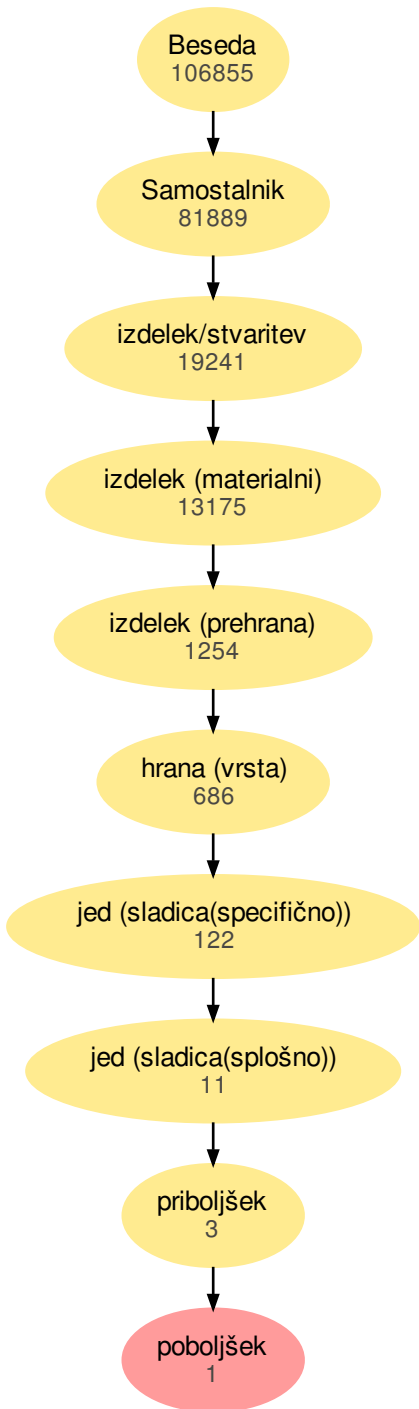 Beseda
106855
Samostalnik
81889
izdelek/stvaritev
19241
izdelek (materialni)
13175
izdelek (prehrana)
1254
hrana (vrsta)
686
jed (sladica(specifično))
122
jed (sladica(splošno))
11
priboljšek
3
poboljšek
1